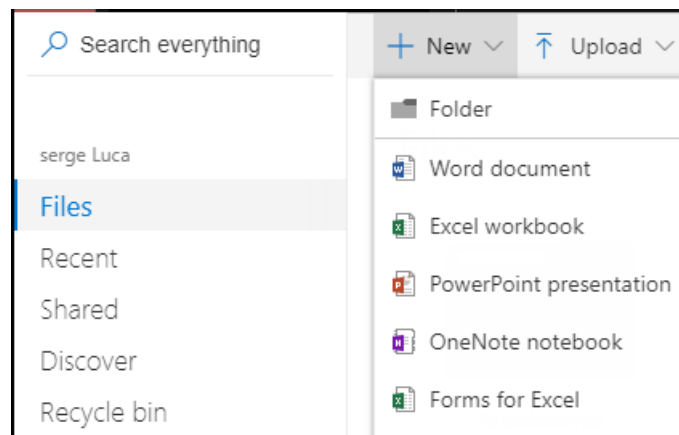 Search everything
serge Luca
Files
Recent
Shared
Discover
Recycle bin
New
Upload
Folder
Word document
Excel workbook
PowerPoint presentation
OneNote notebook
Forms for Excel